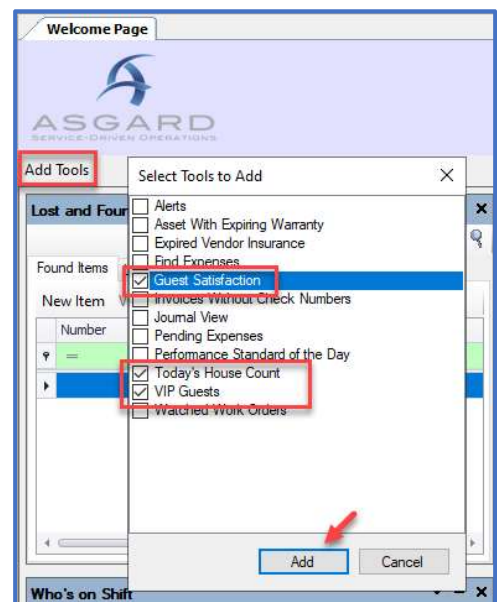 Welcome Page
ASGARD
SERVICE-DRIVEN OPERATIONS
Add Tools
Select Tools to Add
Lost and Four
Alerts
Asset With Expiring Warranty
Expired Vendor Insurance
Find Expenses
Found Items
Guest Satisfaction
New Item
Invoices Without Check Numbers
Journal View
Number
Pending Expenses
Performance Standard of the Day
=
Today's House Count
VIP Guests
Watched Work Orders
Add
Cancel
Who's on Shift